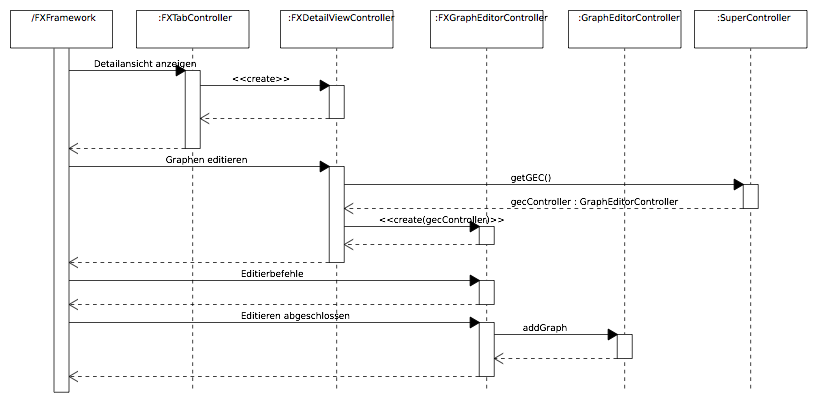 /FXFramework
:FXTabController
:FXDetailViewController
:FXGraphEditorController
:GraphEditorController
:SuperController
Detailansicht anzeigen
<<create>>
Graphen editieren
getGEC()
gecController : GraphEditorController
<<create(gecController)>>
Editierbefehle
Editieren abgeschlossen
addGraph